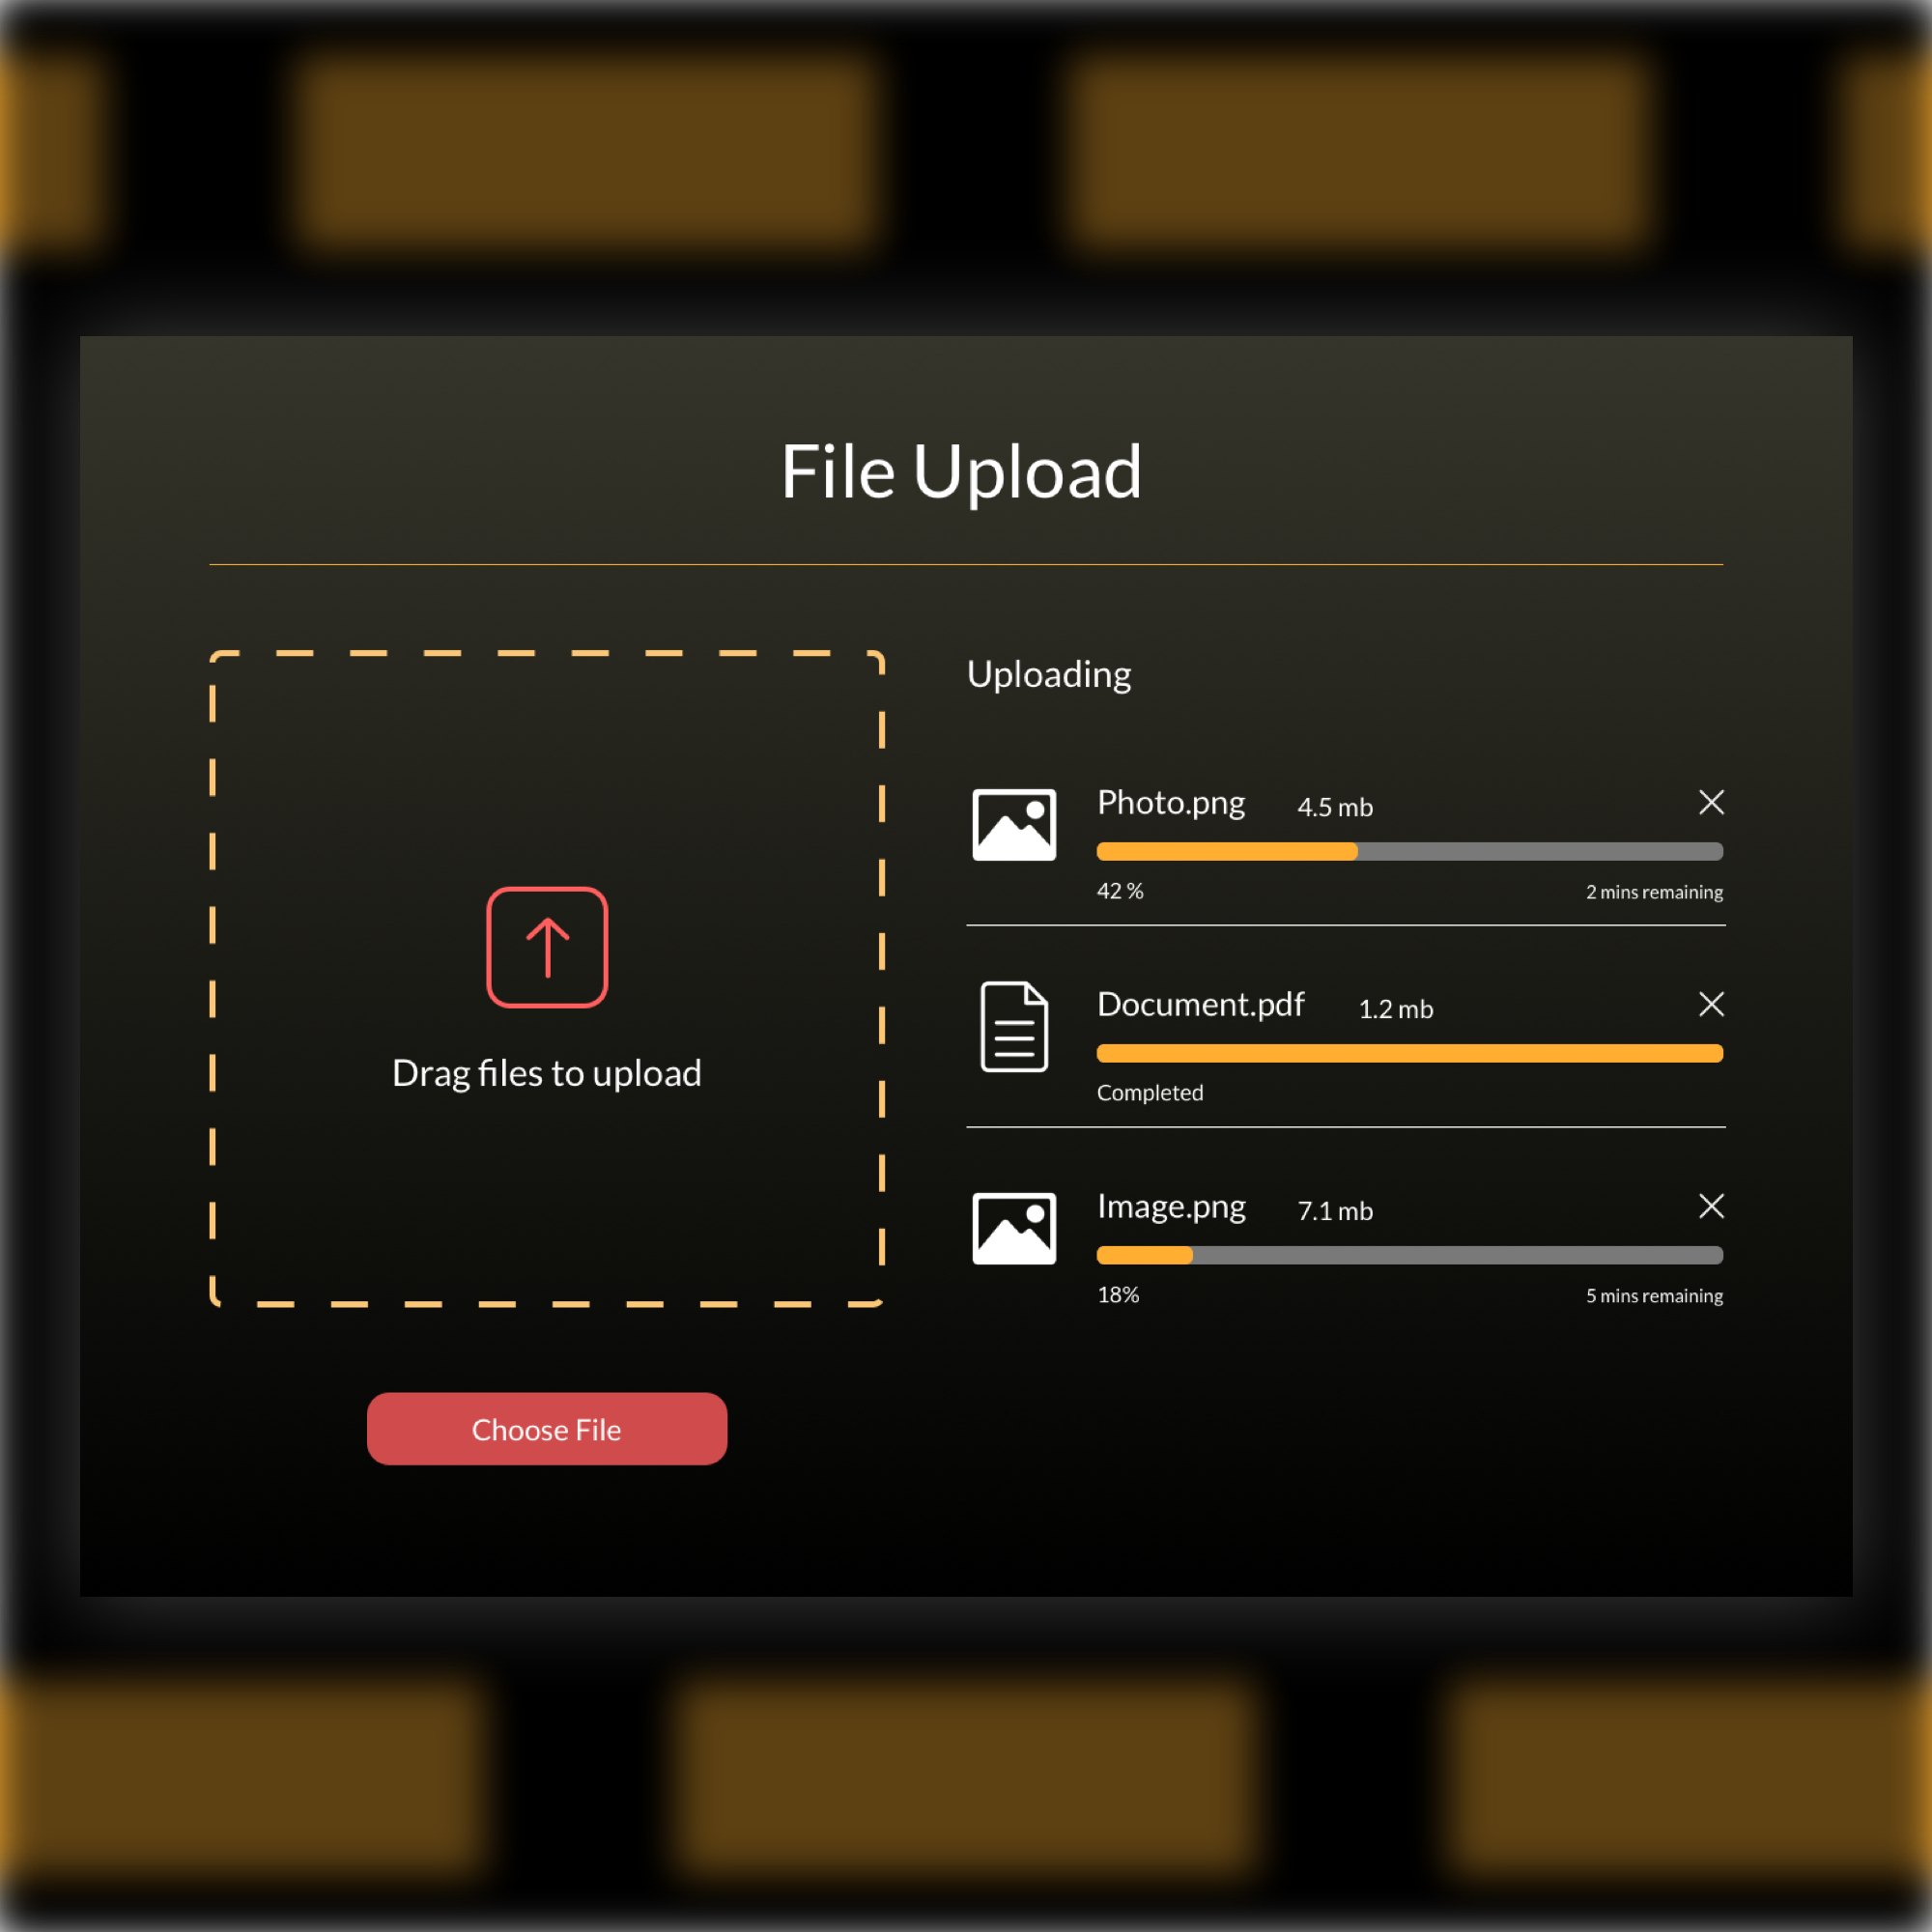 File Upload
Drag files to upload
Choose File
Uploading
Photo.png 4.5 mb
42 % 2 mins remaining
Document.pdf 1.2 mb
Completed
Image.png 7.1 mb
18% 5 mins remaining